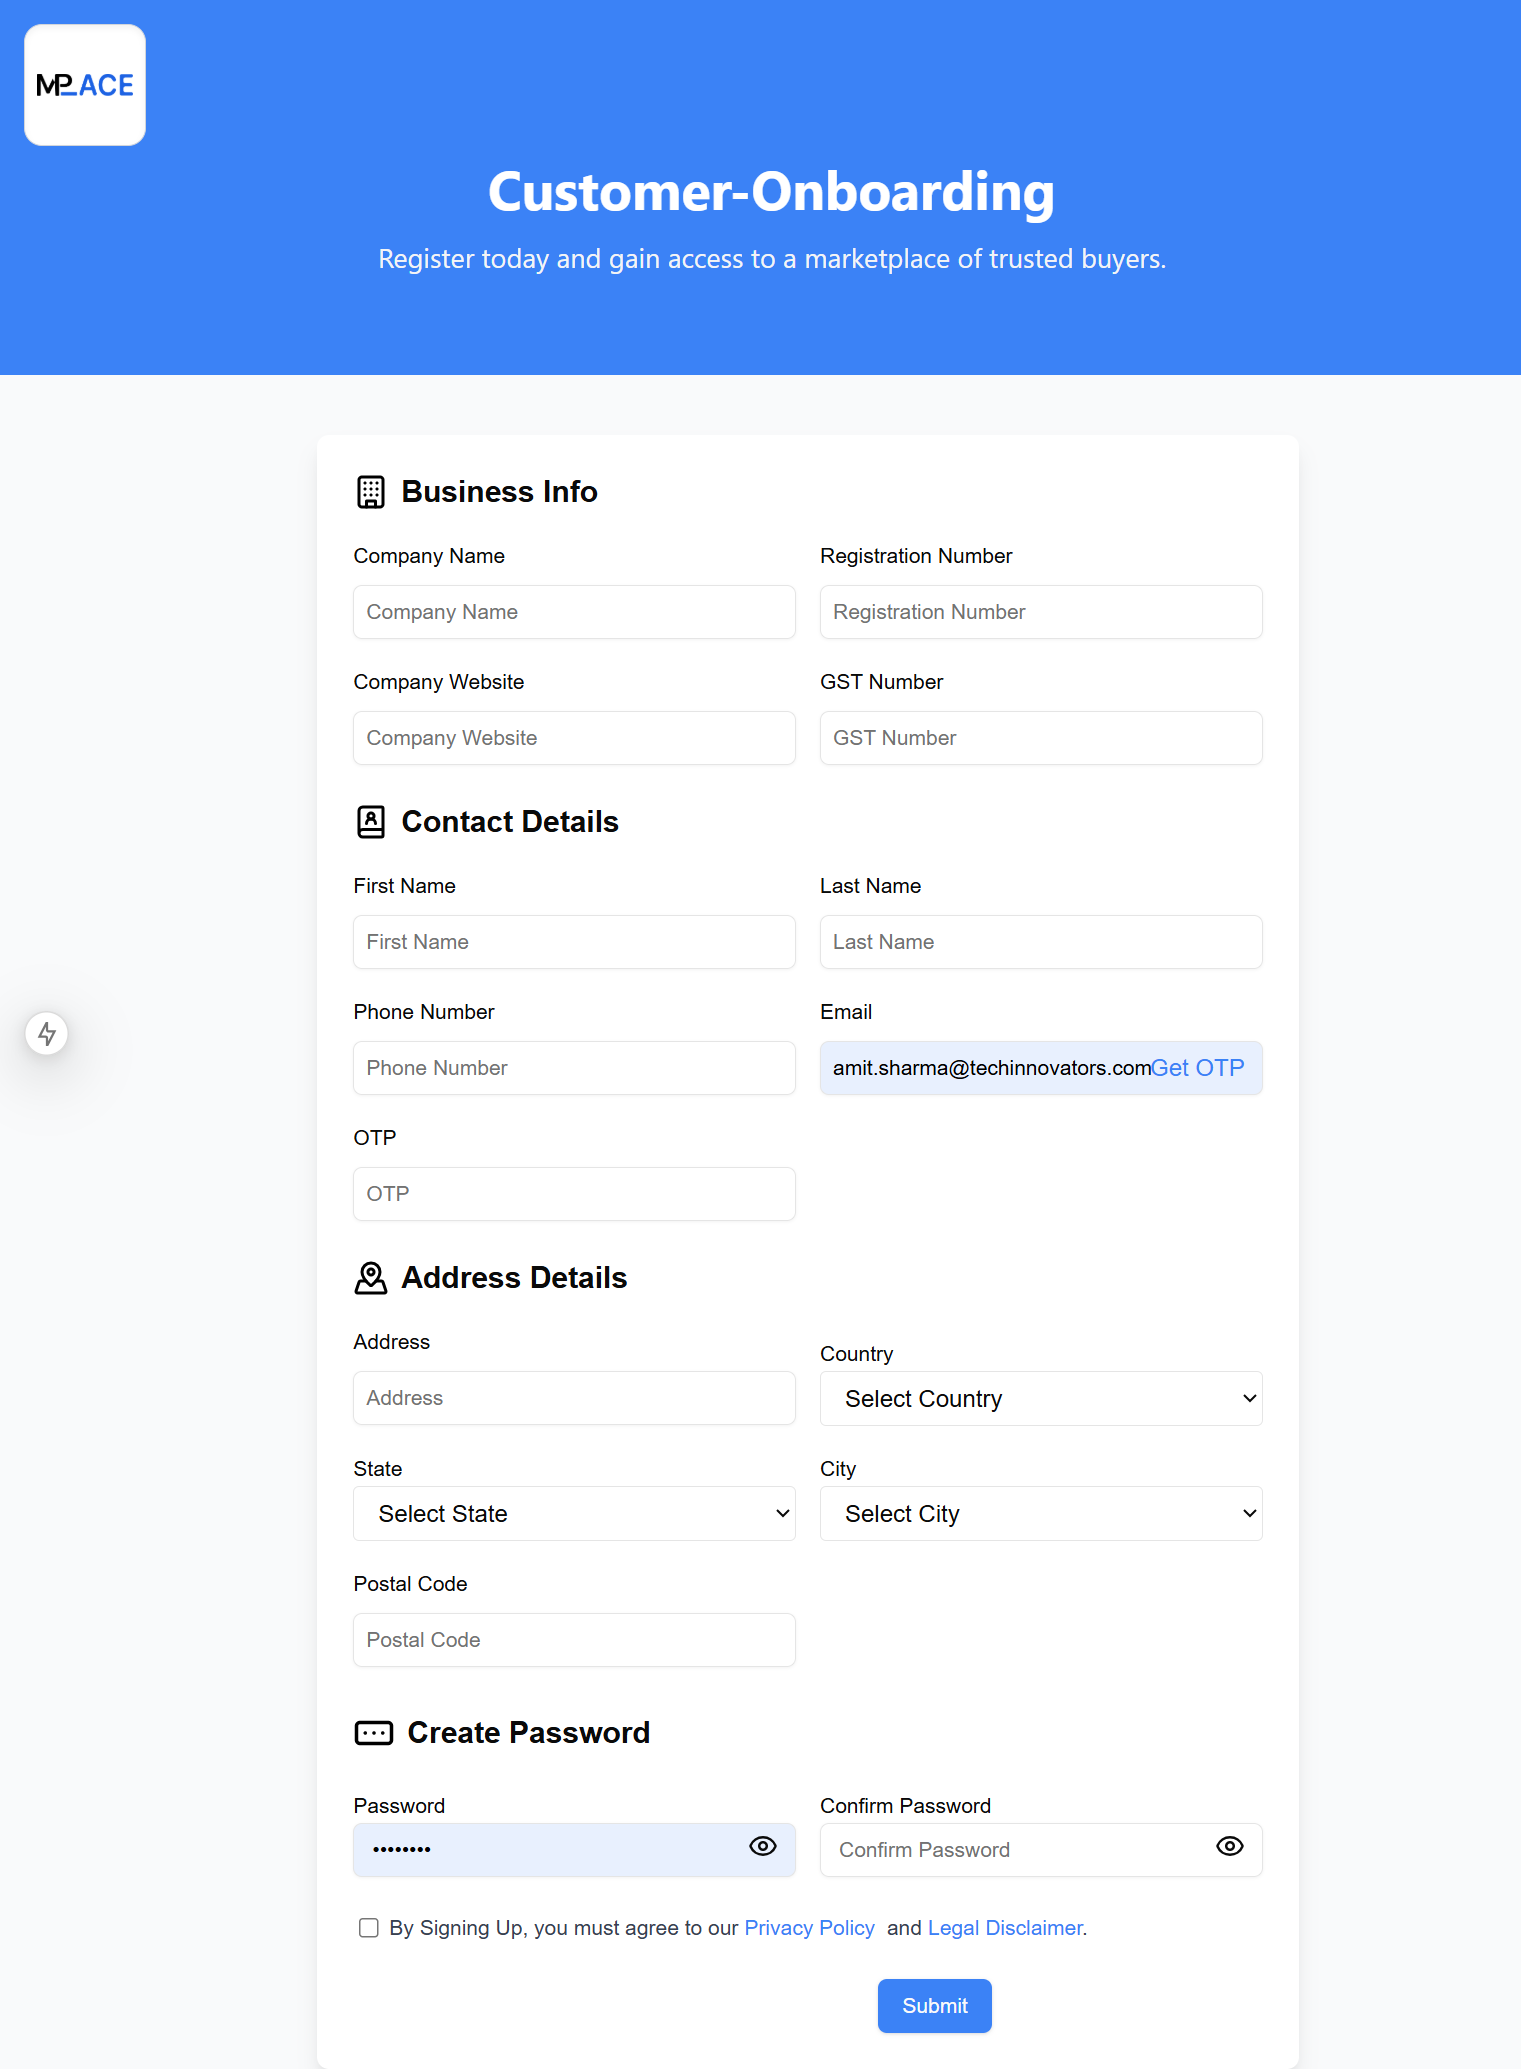 MPLACE
Customer-Onboarding
Register today and gain access to a marketplace of trusted buyers.
Business Info
Company Name
Registration Number
Company Name
Registration Number
Company Website
GST Number
Company Website
GST Number
Contact Details
First Name
Last Name
First Name
Last Name
Phone Number
Email
Phone Number
amit.sharma@techinnovators.com
Get OTP
OTP
OTP
Address Details
Address
Country
Address
Select Country
State
City
Select State
Select City
Postal Code
Postal Code
Create Password
Password
Confirm Password
••••••••
Confirm Password
By Signing Up, you must agree to our Privacy Policy and Legal Disclaimer.
Submit